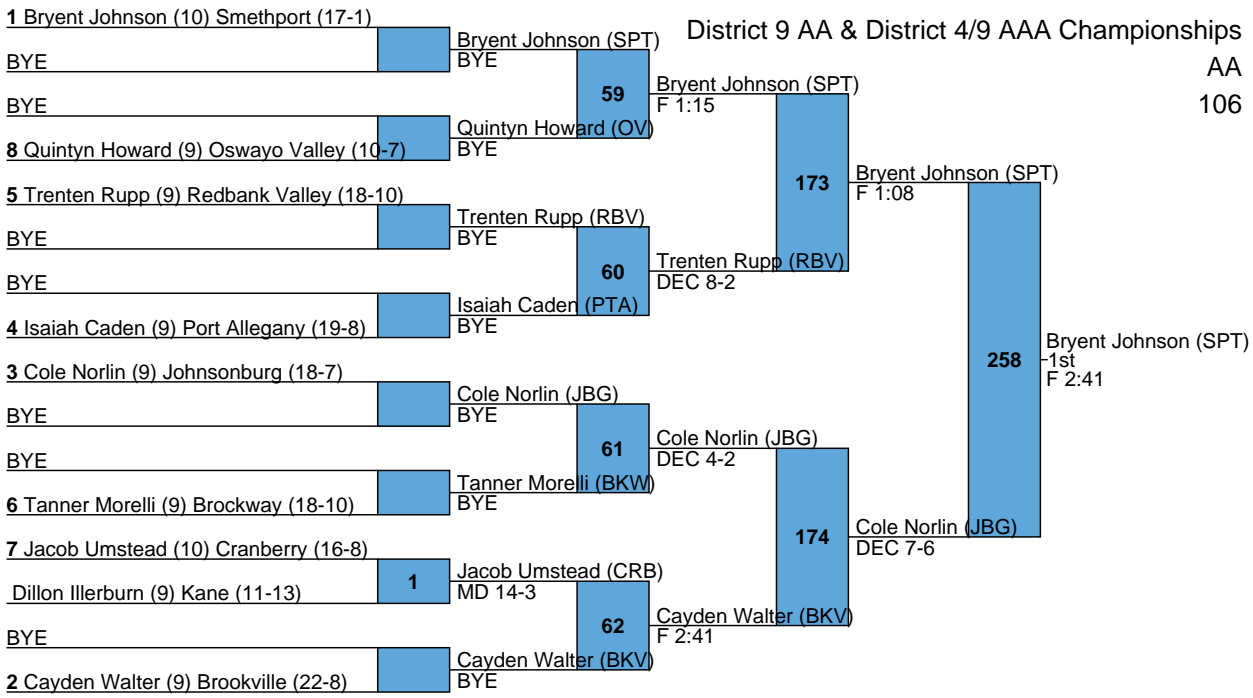 District 9 AA & District 4/9 AAA Championships
AA
106
1 Bryent Johnson (10) Smethport (17-1)
BYE
BYE
8 Quintyn Howard (9) Oswayo Valley (10-7)
5 Trenten Rupp (9) Redbank Valley (18-10)
BYE
BYE
4 Isaiah Caden (9) Port Allegany (19-8)
3 Cole Norlin (9) Johnsonburg (18-7)
BYE
BYE
6 Tanner Morelli (9) Brockway (18-10)
7 Jacob Umstead (10) Cranberry (16-8)
1
Dillon Illerburn (9) Kane (11-13)
BYE
2 Cayden Walter (9) Brookville (22-8)
Bryent Johnson (SPT)
BYE
59
Quintyn Howard (OV)
BYE
Trenten Rupp (RBV)
BYE
60
Isaiah Caden (PTA)
BYE
Cole Norlin (JBG)
BYE
61
Tanner Morelli (BKW)
BYE
Jacob Umstead (CRB)
MD 14-3
62
Cayden Walter (BKV)
BYE
Bryent Johnson (SPT)
F 1:15
173
Trenten Rupp (RBV)
DEC 8-2
Cole Norlin (JBG)
DEC 4-2
174
Cayden Walter (BKV)
F 2:41
Bryent Johnson (SPT)
F 1:08
258
Cole Norlin (JBG)
DEC 7-6
Bryent Johnson (SPT)
1st
F 2:41